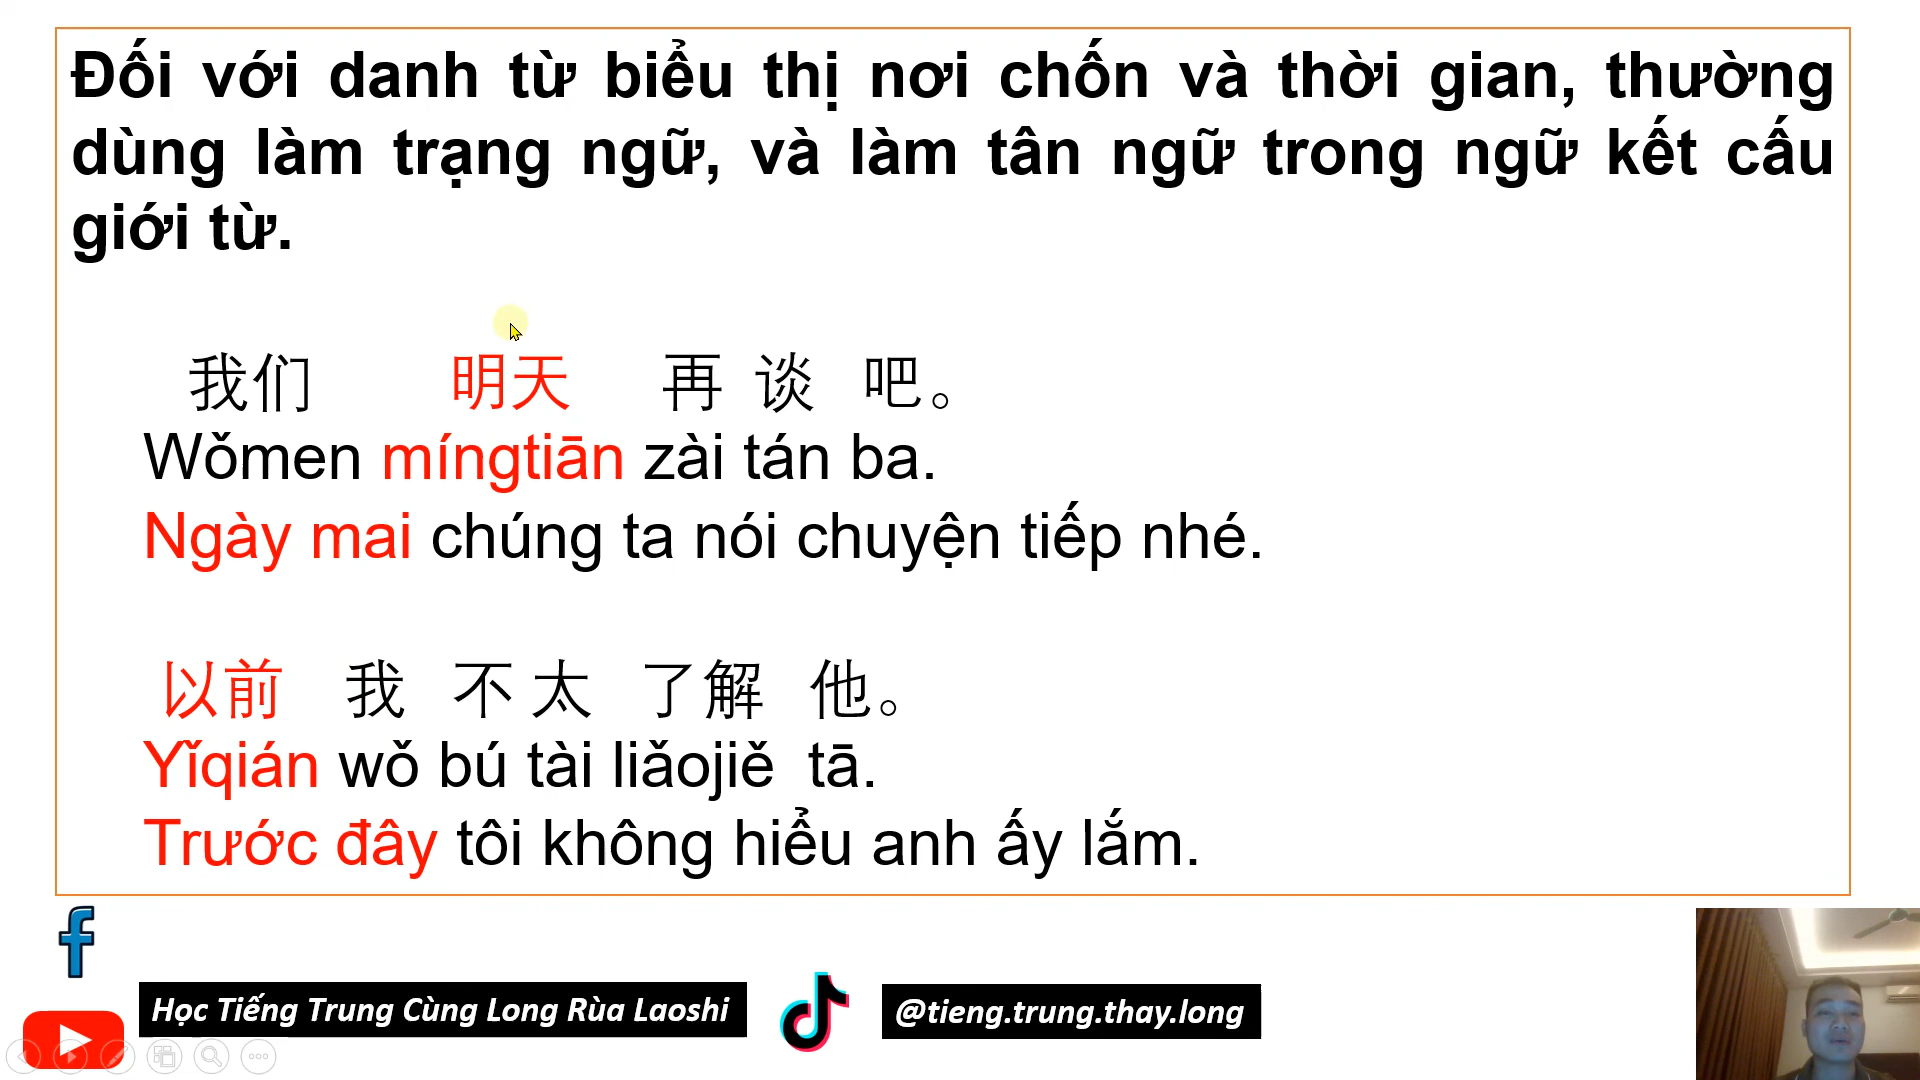 Đối với danh từ biểu thị nơi chốn và thời gian, thường
dùng làm trạng ngữ, và làm tân ngữ trong ngữ kết cấu
giới từ.
我们 明天 再 谈 吧。
Wǒmen míngtiān zài tán ba.
Ngày mai chúng ta nói chuyện tiếp nhé.
以前 我 不 太 了解 他。
Yǐqián wǒ bú tài liǎojiě tā.
Trước đây tôi không hiểu anh ấy lắm.
Học Tiếng Trung Cùng Long Rùa Laoshi
@tieng.trung.thay.long